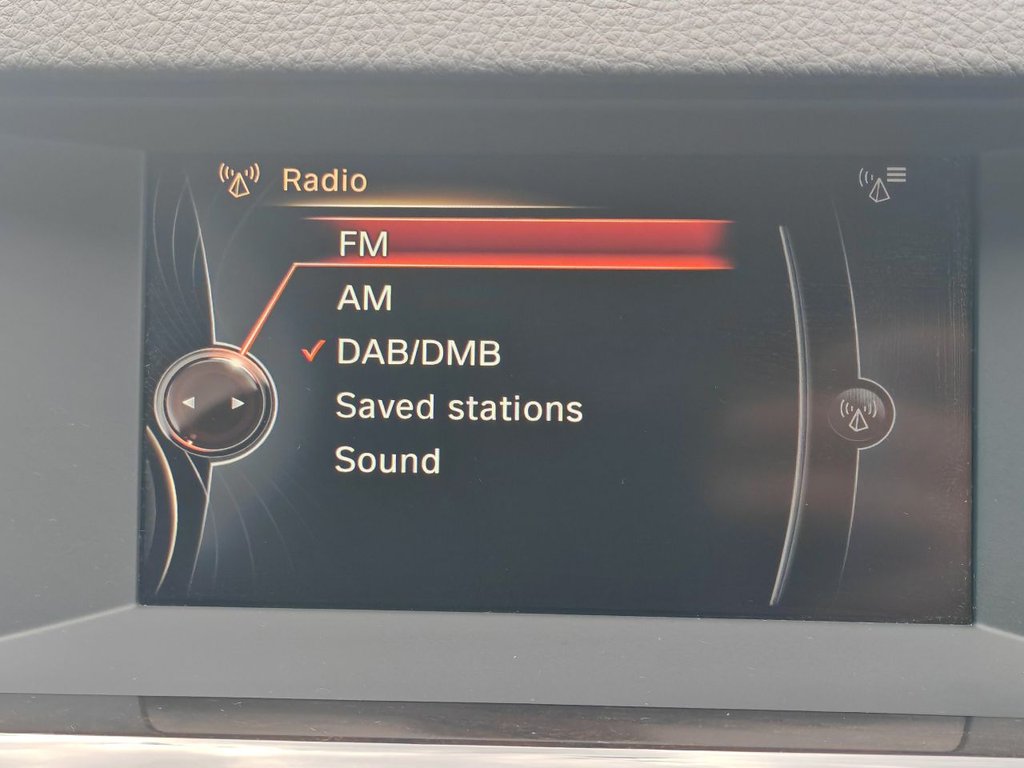 Radio
FM
AM
DAB/DMB
Saved stations
Sound